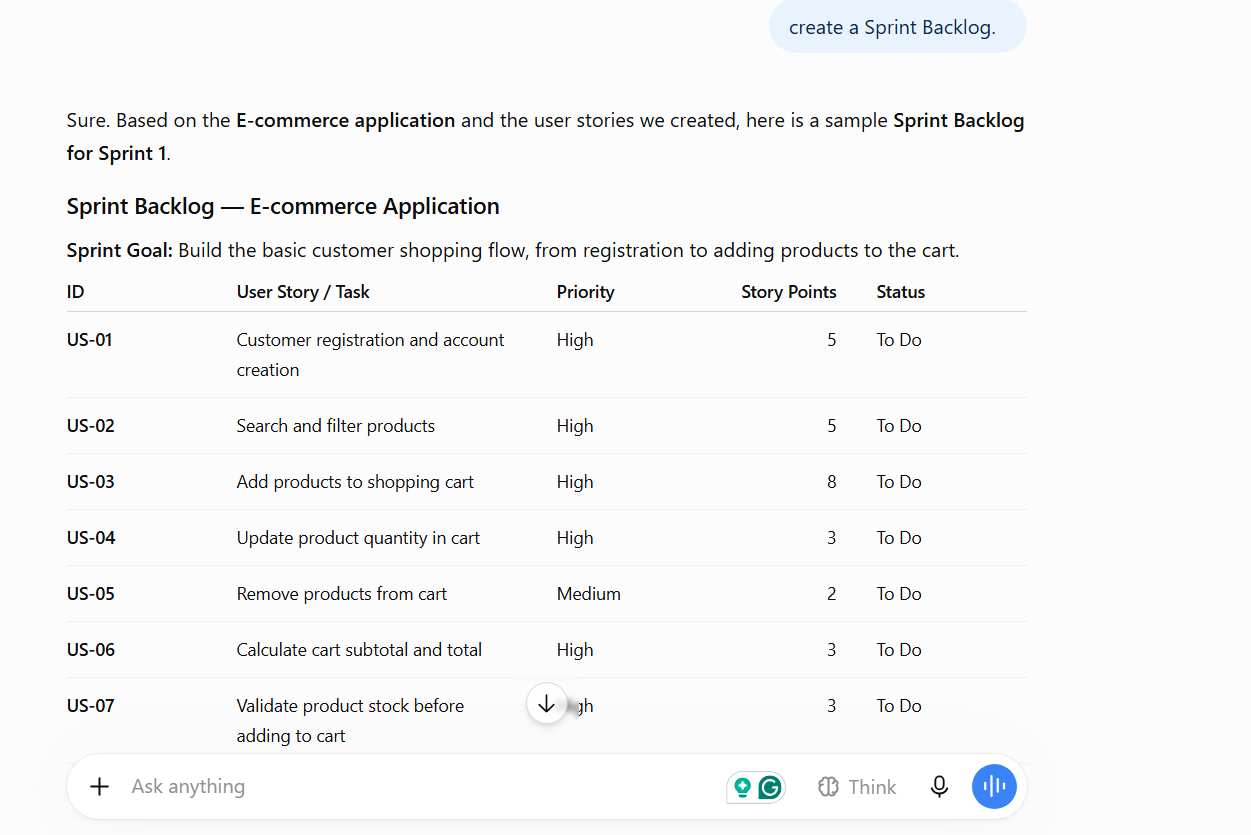 create a Sprint Backlog.
Sure. Based on the E-commerce application and the user stories we created, here is a sample Sprint Backlog
for Sprint 1.
Sprint Backlog — E-commerce Application
Sprint Goal: Build the basic customer shopping flow, from registration to adding products to the cart.
ID User Story / Task Priority Story Points Status
US-01 Customer registration and account High 5 To Do
creation
US-02 Search and filter products High 5 To Do
US-03 Add products to shopping cart High 8 To Do
US-04 Update product quantity in cart High 3 To Do
US-05 Remove products from cart Medium 2 To Do
US-06 Calculate cart subtotal and total High 3 To Do
US-07 Validate product stock before 3 To Do
adding to cart
Ask anything Think